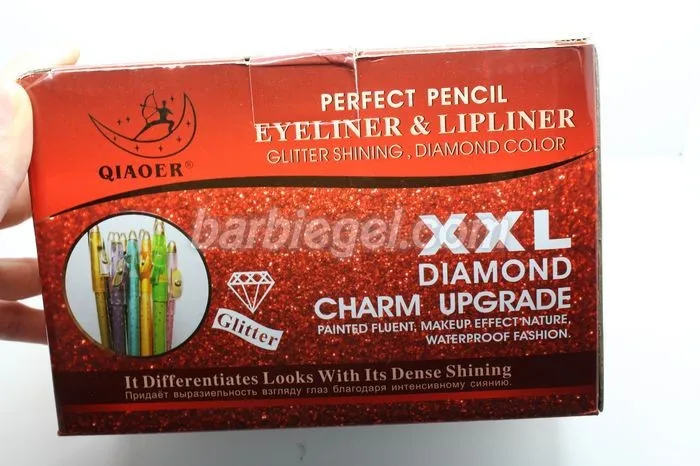 PERFECT PENCIL
EYELINER & LIPLINER
GLITTER SHINING , DIAMOND COLOR
QIAOER®
barbiegel.com
XXL
DIAMOND
CHARM UPGRADE
PAINTED FLUENT, MAKEUP EFFECT NATURE,
WATERPROOF FASHION.
Glitter
It Differentiates Looks With Its Dense Shining
Придаёт выразиельность взгляду глаз благодаря интенсивному сиянию.